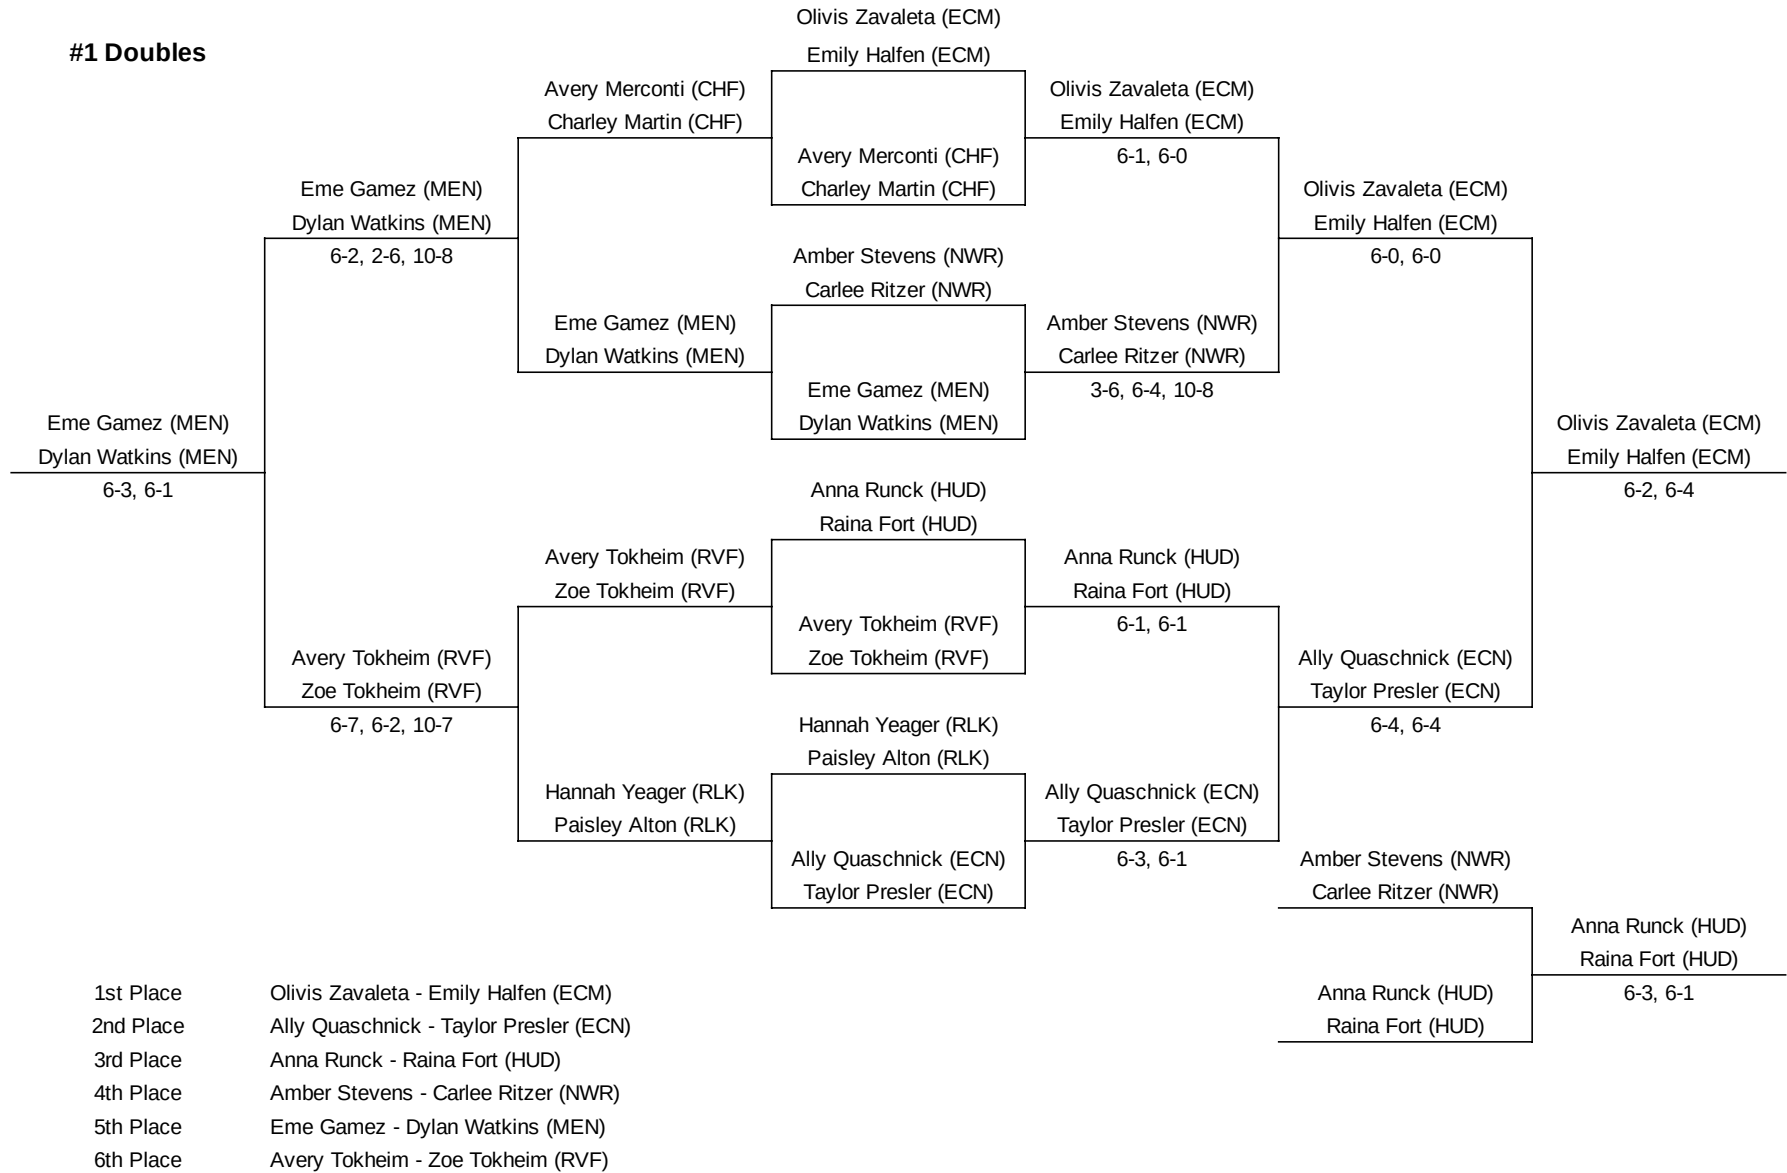 Olivis Zavaleta (ECM)
#1 Doubles
Emily Halfen (ECM)
Avery Merconti (CHF)
Olivis Zavaleta (ECM)
Charley Martin (CHF)
Emily Halfen (ECM)
Avery Merconti (CHF)
6-1, 6-0
Eme Gamez (MEN)
Charley Martin (CHF)
Olivis Zavaleta (ECM)
Dylan Watkins (MEN)
Emily Halfen (ECM)
6-2, 2-6, 10-8
Amber Stevens (NWR)
6-0, 6-0
Carlee Ritzer (NWR)
Eme Gamez (MEN)
Amber Stevens (NWR)
Dylan Watkins (MEN)
Carlee Ritzer (NWR)
Eme Gamez (MEN)
3-6, 6-4, 10-8
Eme Gamez (MEN)
Dylan Watkins (MEN)
Olivis Zavaleta (ECM)
Dylan Watkins (MEN)
Emily Halfen (ECM)
6-3, 6-1
Anna Runck (HUD)
6-2, 6-4
Raina Fort (HUD)
Avery Tokheim (RVF)
Anna Runck (HUD)
Zoe Tokheim (RVF)
Raina Fort (HUD)
Avery Tokheim (RVF)
6-1, 6-1
Avery Tokheim (RVF)
Zoe Tokheim (RVF)
Ally Quaschnick (ECN)
Zoe Tokheim (RVF)
Taylor Presler (ECN)
6-7, 6-2, 10-7
Hannah Yeager (RLK)
6-4, 6-4
Paisley Alton (RLK)
Hannah Yeager (RLK)
Ally Quaschnick (ECN)
Paisley Alton (RLK)
Taylor Presler (ECN)
Ally Quaschnick (ECN)
6-3, 6-1
Amber Stevens (NWR)
Taylor Presler (ECN)
Carlee Ritzer (NWR)
Anna Runck (HUD)
Raina Fort (HUD)
1st Place Olivis Zavaleta - Emily Halfen (ECM)
Anna Runck (HUD)
6-3, 6-1
2nd Place Ally Quaschnick - Taylor Presler (ECN)
Raina Fort (HUD)
3rd Place Anna Runck - Raina Fort (HUD)
4th Place Amber Stevens - Carlee Ritzer (NWR)
5th Place Eme Gamez - Dylan Watkins (MEN)
6th Place Avery Tokheim - Zoe Tokheim (RVF)